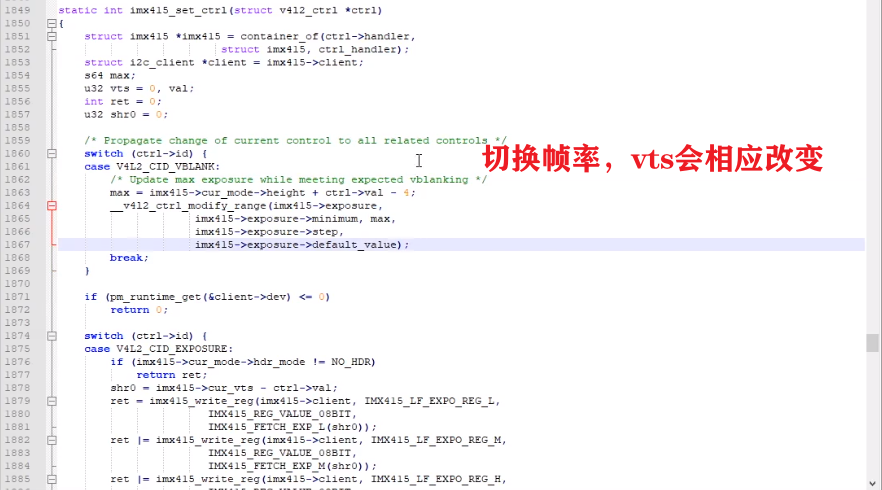 1849 static int imx415_set_ctrl(struct v4l2_ctrl *ctrl)
1850 {
1851 struct imx415 *imx415 = container_of(ctrl->handler,
1852 struct imx415, ctrl_handler);
1853 struct i2c_client *client = imx415->client;
1854 s64 max;
1855 u32 vts = 0, val;
1856 int ret = 0;
1857 u32 shr0 = 0;
1858
1859 /* Propagate change of current control to all related controls */
1860 switch (ctrl->id) {
切换帧率，vts会相应改变
1861 case V4L2_CID_VBLANK:
1862 /* Update max exposure while meeting expected vblanking */
1863 max = imx415->cur_mode->height + ctrl->val - 4;
1864 __v4l2_ctrl_modify_range(imx415->exposure,
1865 imx415->exposure->minimum, max,
1866 imx415->exposure->step,
1867 imx415->exposure->default_value);
1868 break;
1869 }
1870
1871 if (pm_runtime_get(&client->dev) <= 0)
1872 return 0;
1873
1874 switch (ctrl->id) {
1875 case V4L2_CID_EXPOSURE:
1876 if (imx415->cur_mode->hdr_mode != NO_HDR)
1877 return ret;
1878 shr0 = imx415->cur_vts - ctrl->val;
1879 ret = imx415_write_reg(imx415->client, IMX415_LF_EXPO_REG_L,
1880 IMX415_REG_VALUE_08BIT,
1881 IMX415_FETCH_EXP_L(shr0));
1882 ret |= imx415_write_reg(imx415->client, IMX415_LF_EXPO_REG_M,
1883 IMX415_REG_VALUE_08BIT,
1884 IMX415_FETCH_EXP_M(shr0));
1885 ret |= imx415_write_reg(imx415->client, IMX415_LF_EXPO_REG_H,